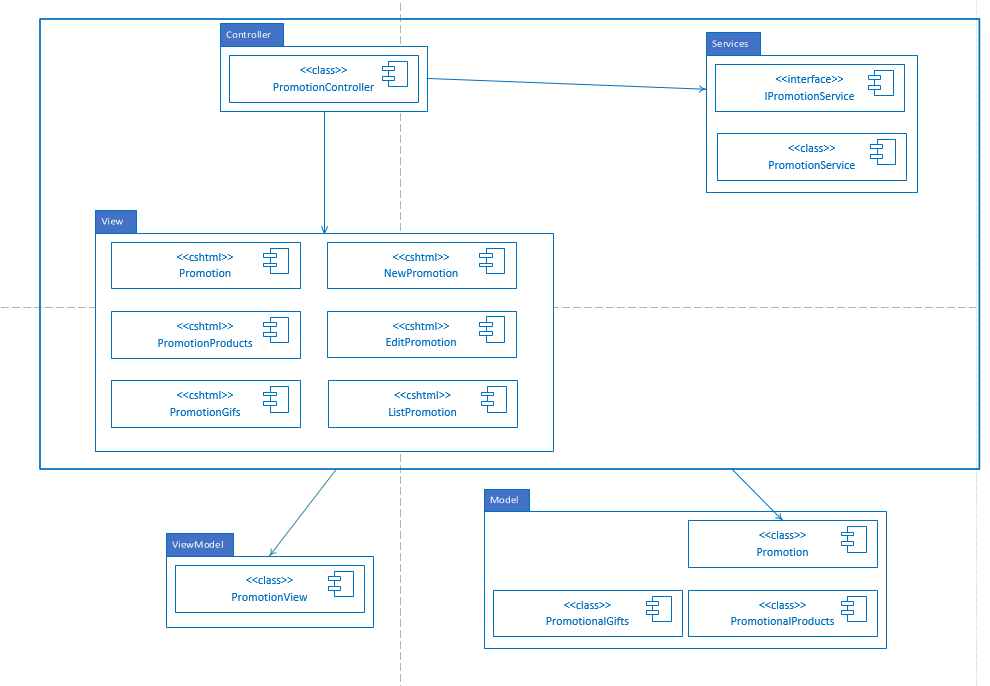 Controller
<<class>>
PromotionController
Services
<<interface>>
IPromotionService
<<class>>
PromotionService
View
<<cshtml>>
Promotion
<<cshtml>>
NewPromotion
<<cshtml>>
PromotionProducts
<<cshtml>>
EditPromotion
<<cshtml>>
PromotionGifs
<<cshtml>>
ListPromotion
ViewModel
<<class>>
PromotionView
Model
<<class>>
Promotion
<<class>>
PromotionalGifts
<<class>>
PromotionalProducts